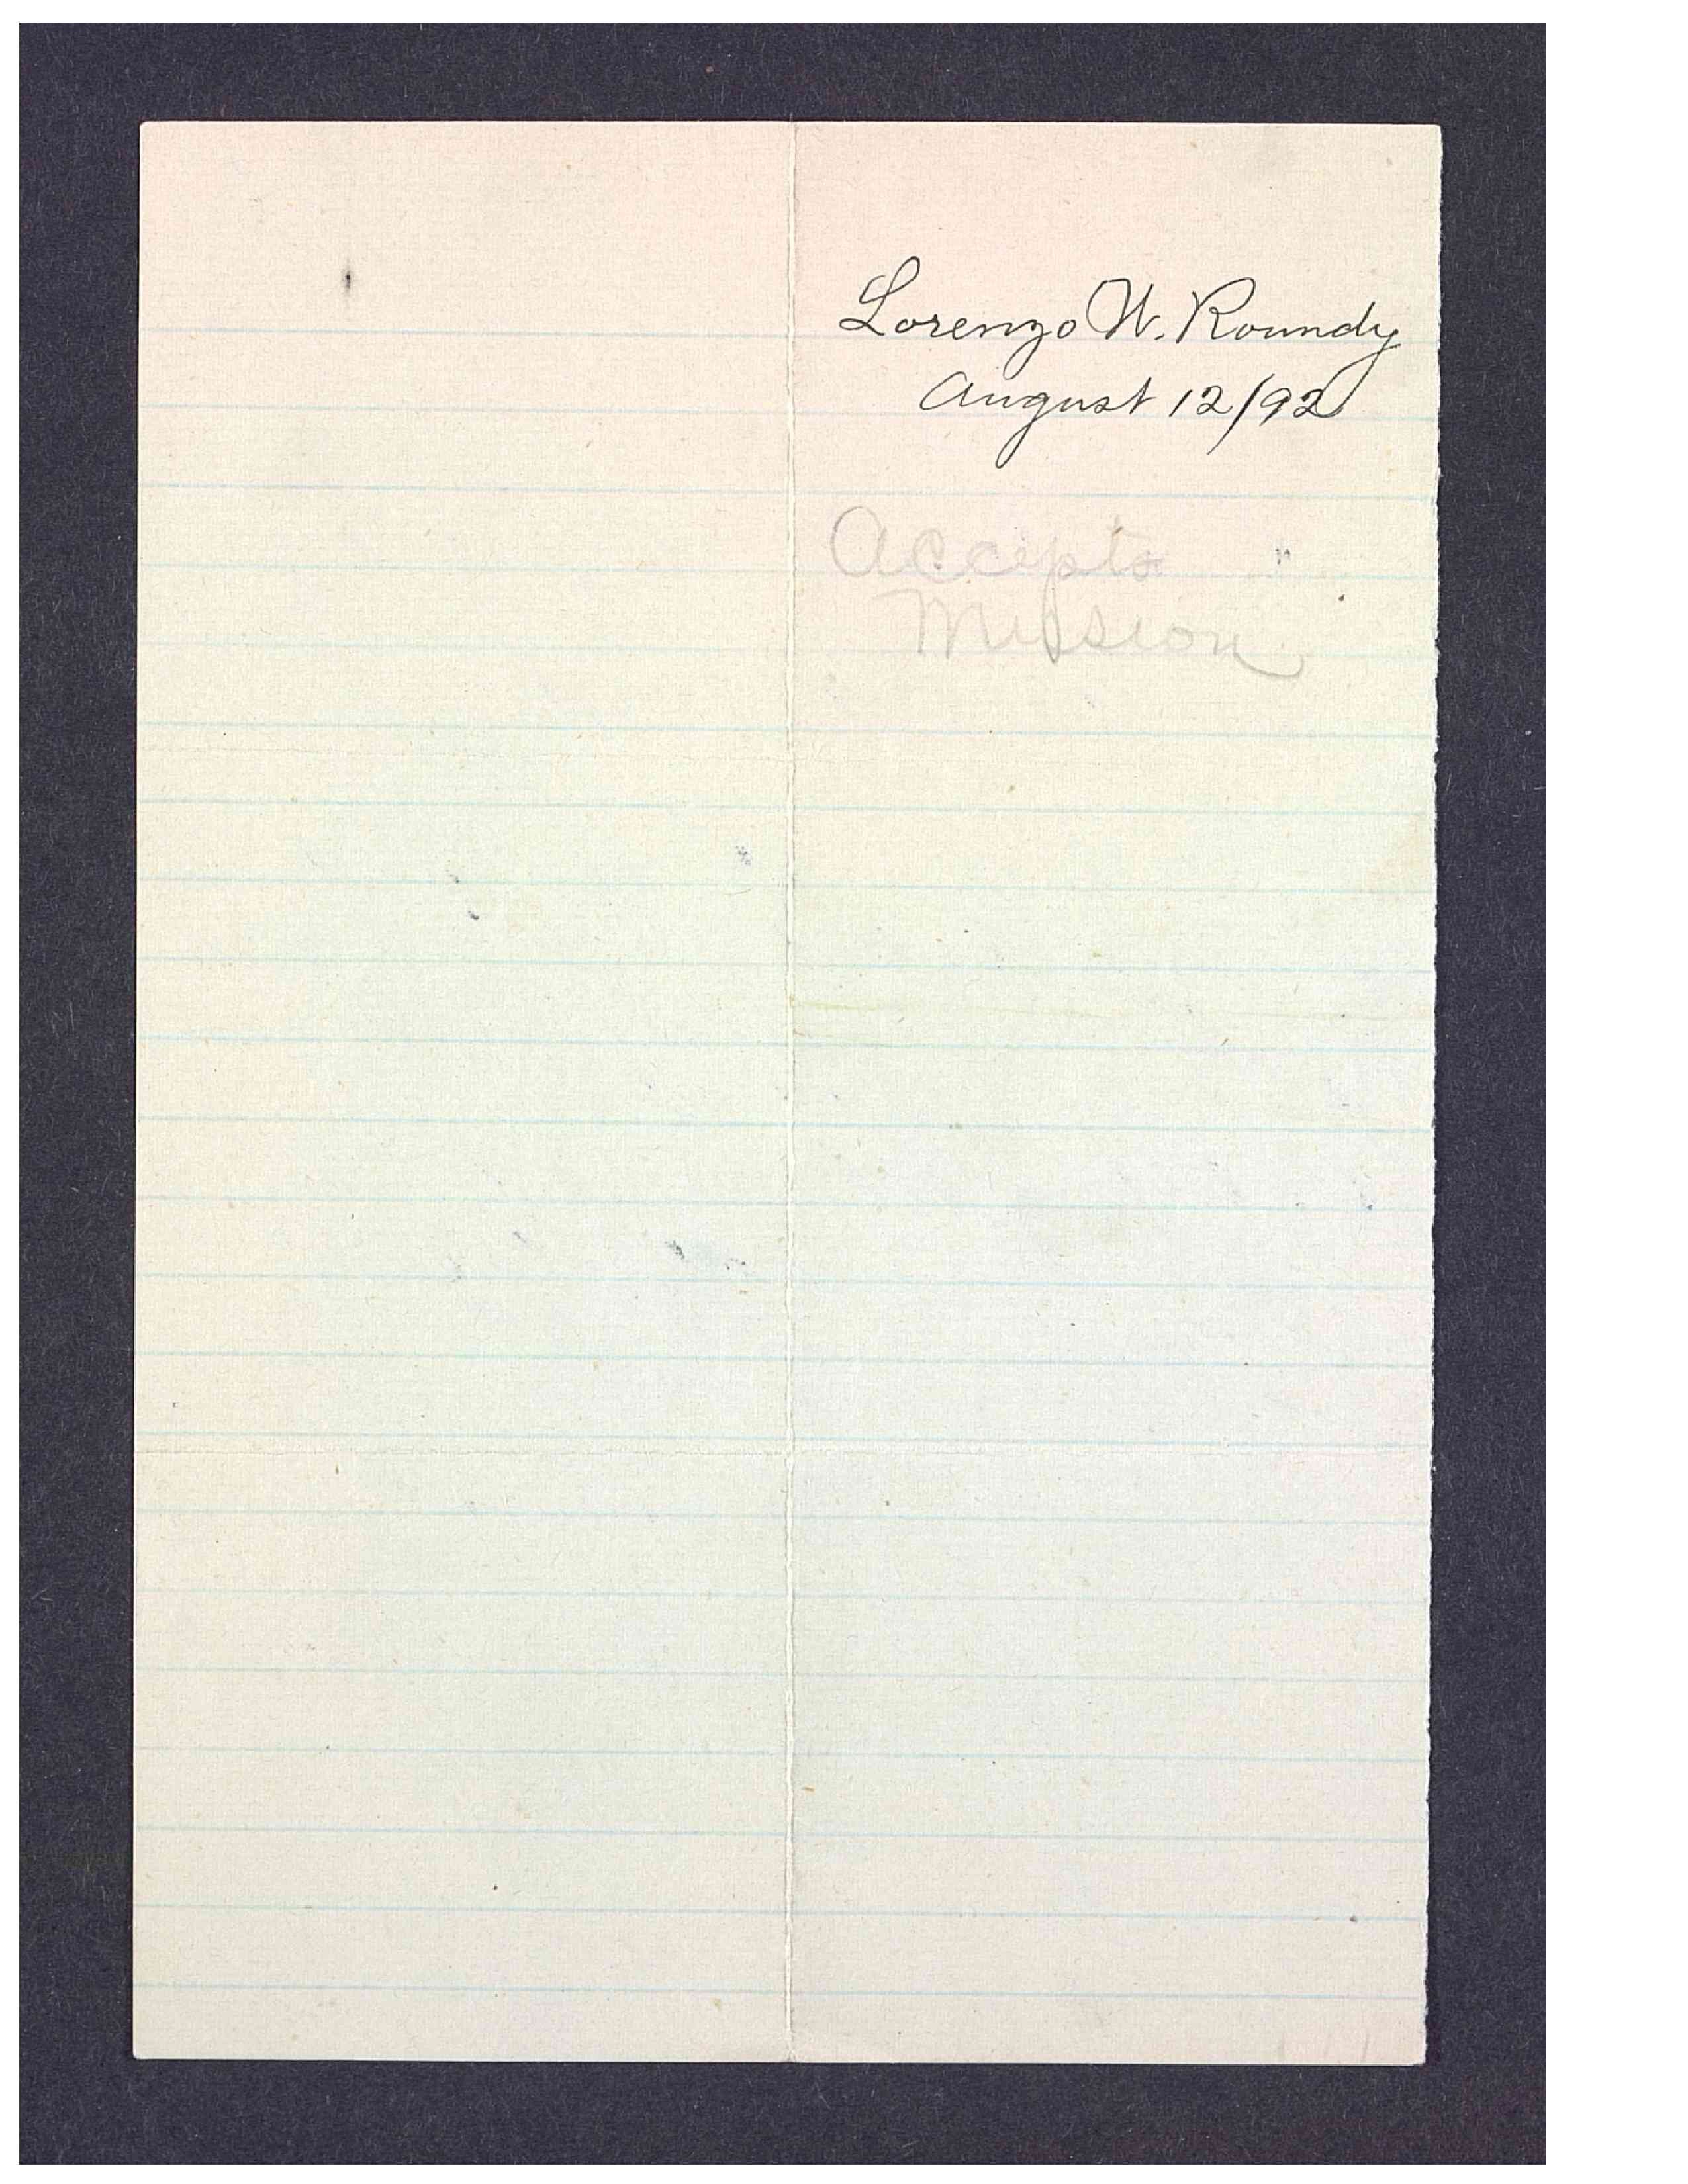 Lorenzo W. Roundy
August 12/92
Accepts
Mission